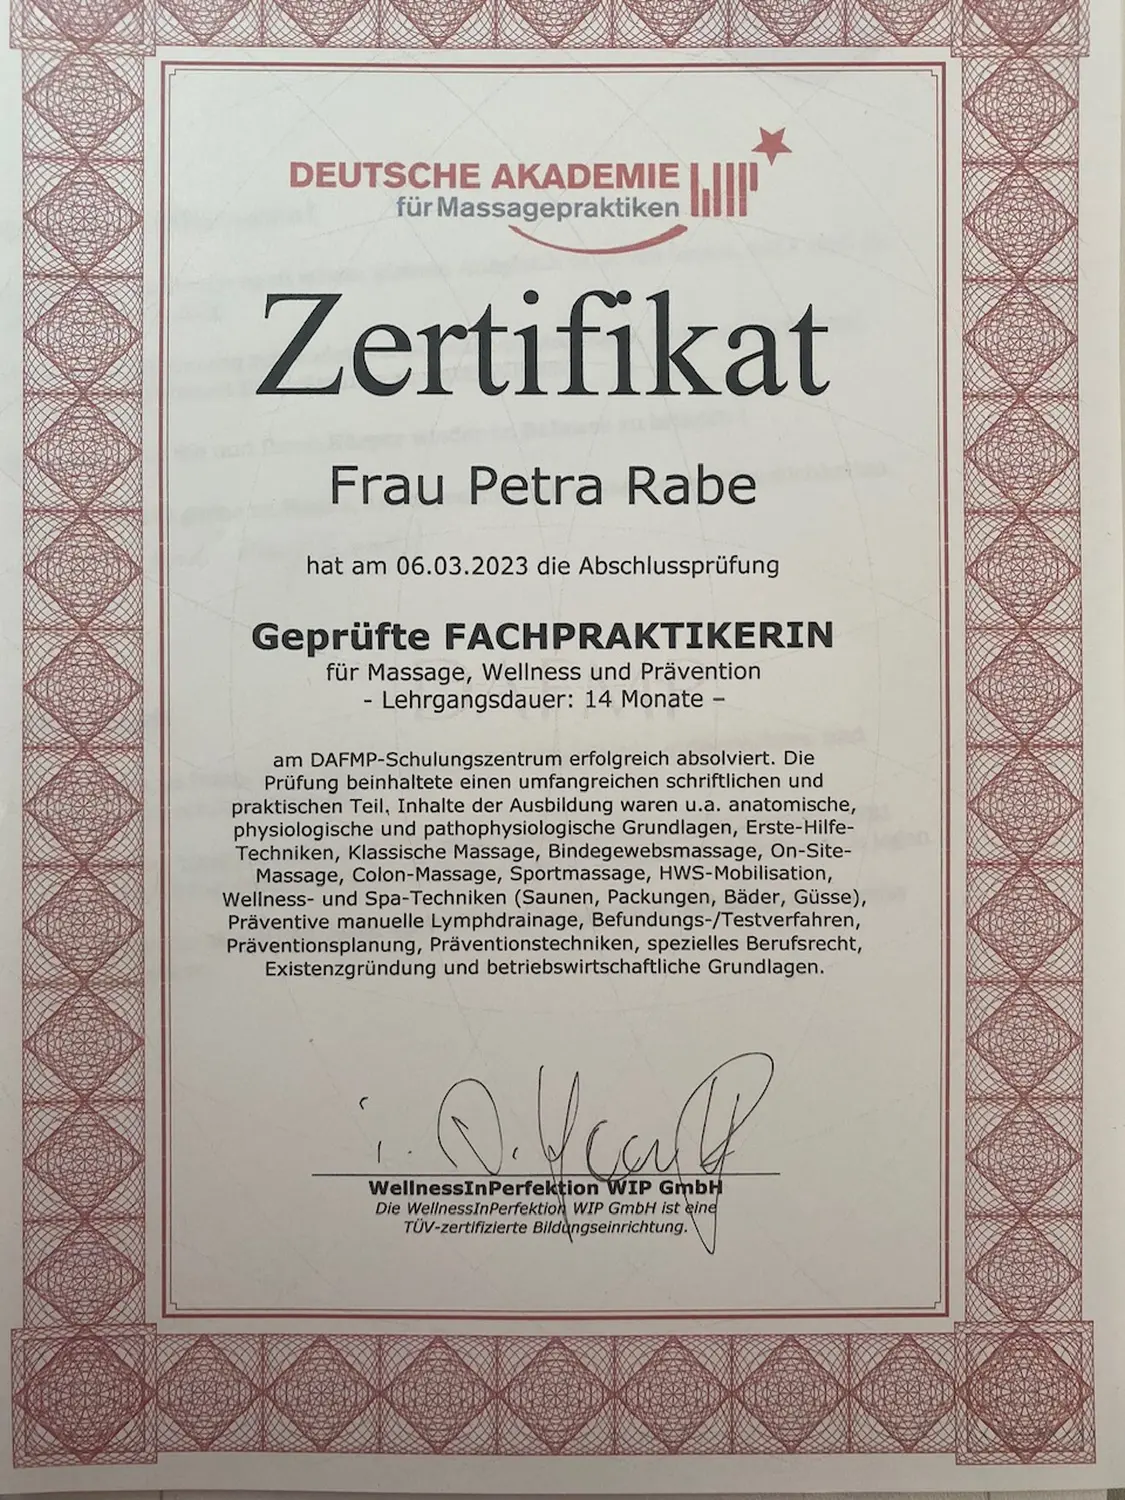 DEUTSCHE AKADEMIE
für Massagepraktiken
Zertifikat
Frau Petra Rabe
hat am 06.03.2023 die Abschlussprüfung
Geprüfte FACHPRAKTIKERIN
für Massage, Wellness und Prävention
- Lehrgangsdauer: 14 Monate –
am DAFMP-Schulungszentrum erfolgreich absolviert. Die
Prüfung beinhaltete einen umfangreichen schriftlichen und
praktischen Teil. Inhalte der Ausbildung waren u.a. anatomische,
physiologische und pathophysiologische Grundlagen, Erste-Hilfe-
Techniken, Klassische Massage, Bindegewebsmassage, On-Site-
Massage, Colon-Massage, Sportmassage, HWS-Mobilisation,
Wellness- und Spa-Techniken (Saunen, Packungen, Bäder, Güsse),
Präventive manuelle Lymphdrainage, Befundungs-/Testverfahren,
Präventionsplanung, Präventionstechniken, spezielles Berufsrecht,
Existenzgründung und betriebswirtschaftliche Grundlagen.
WellnessInPerfektion WIP GmbH
Die WellnessInPerfektion WIP GmbH ist eine
TÜV-zertifizierte Bildungseinrichtung.